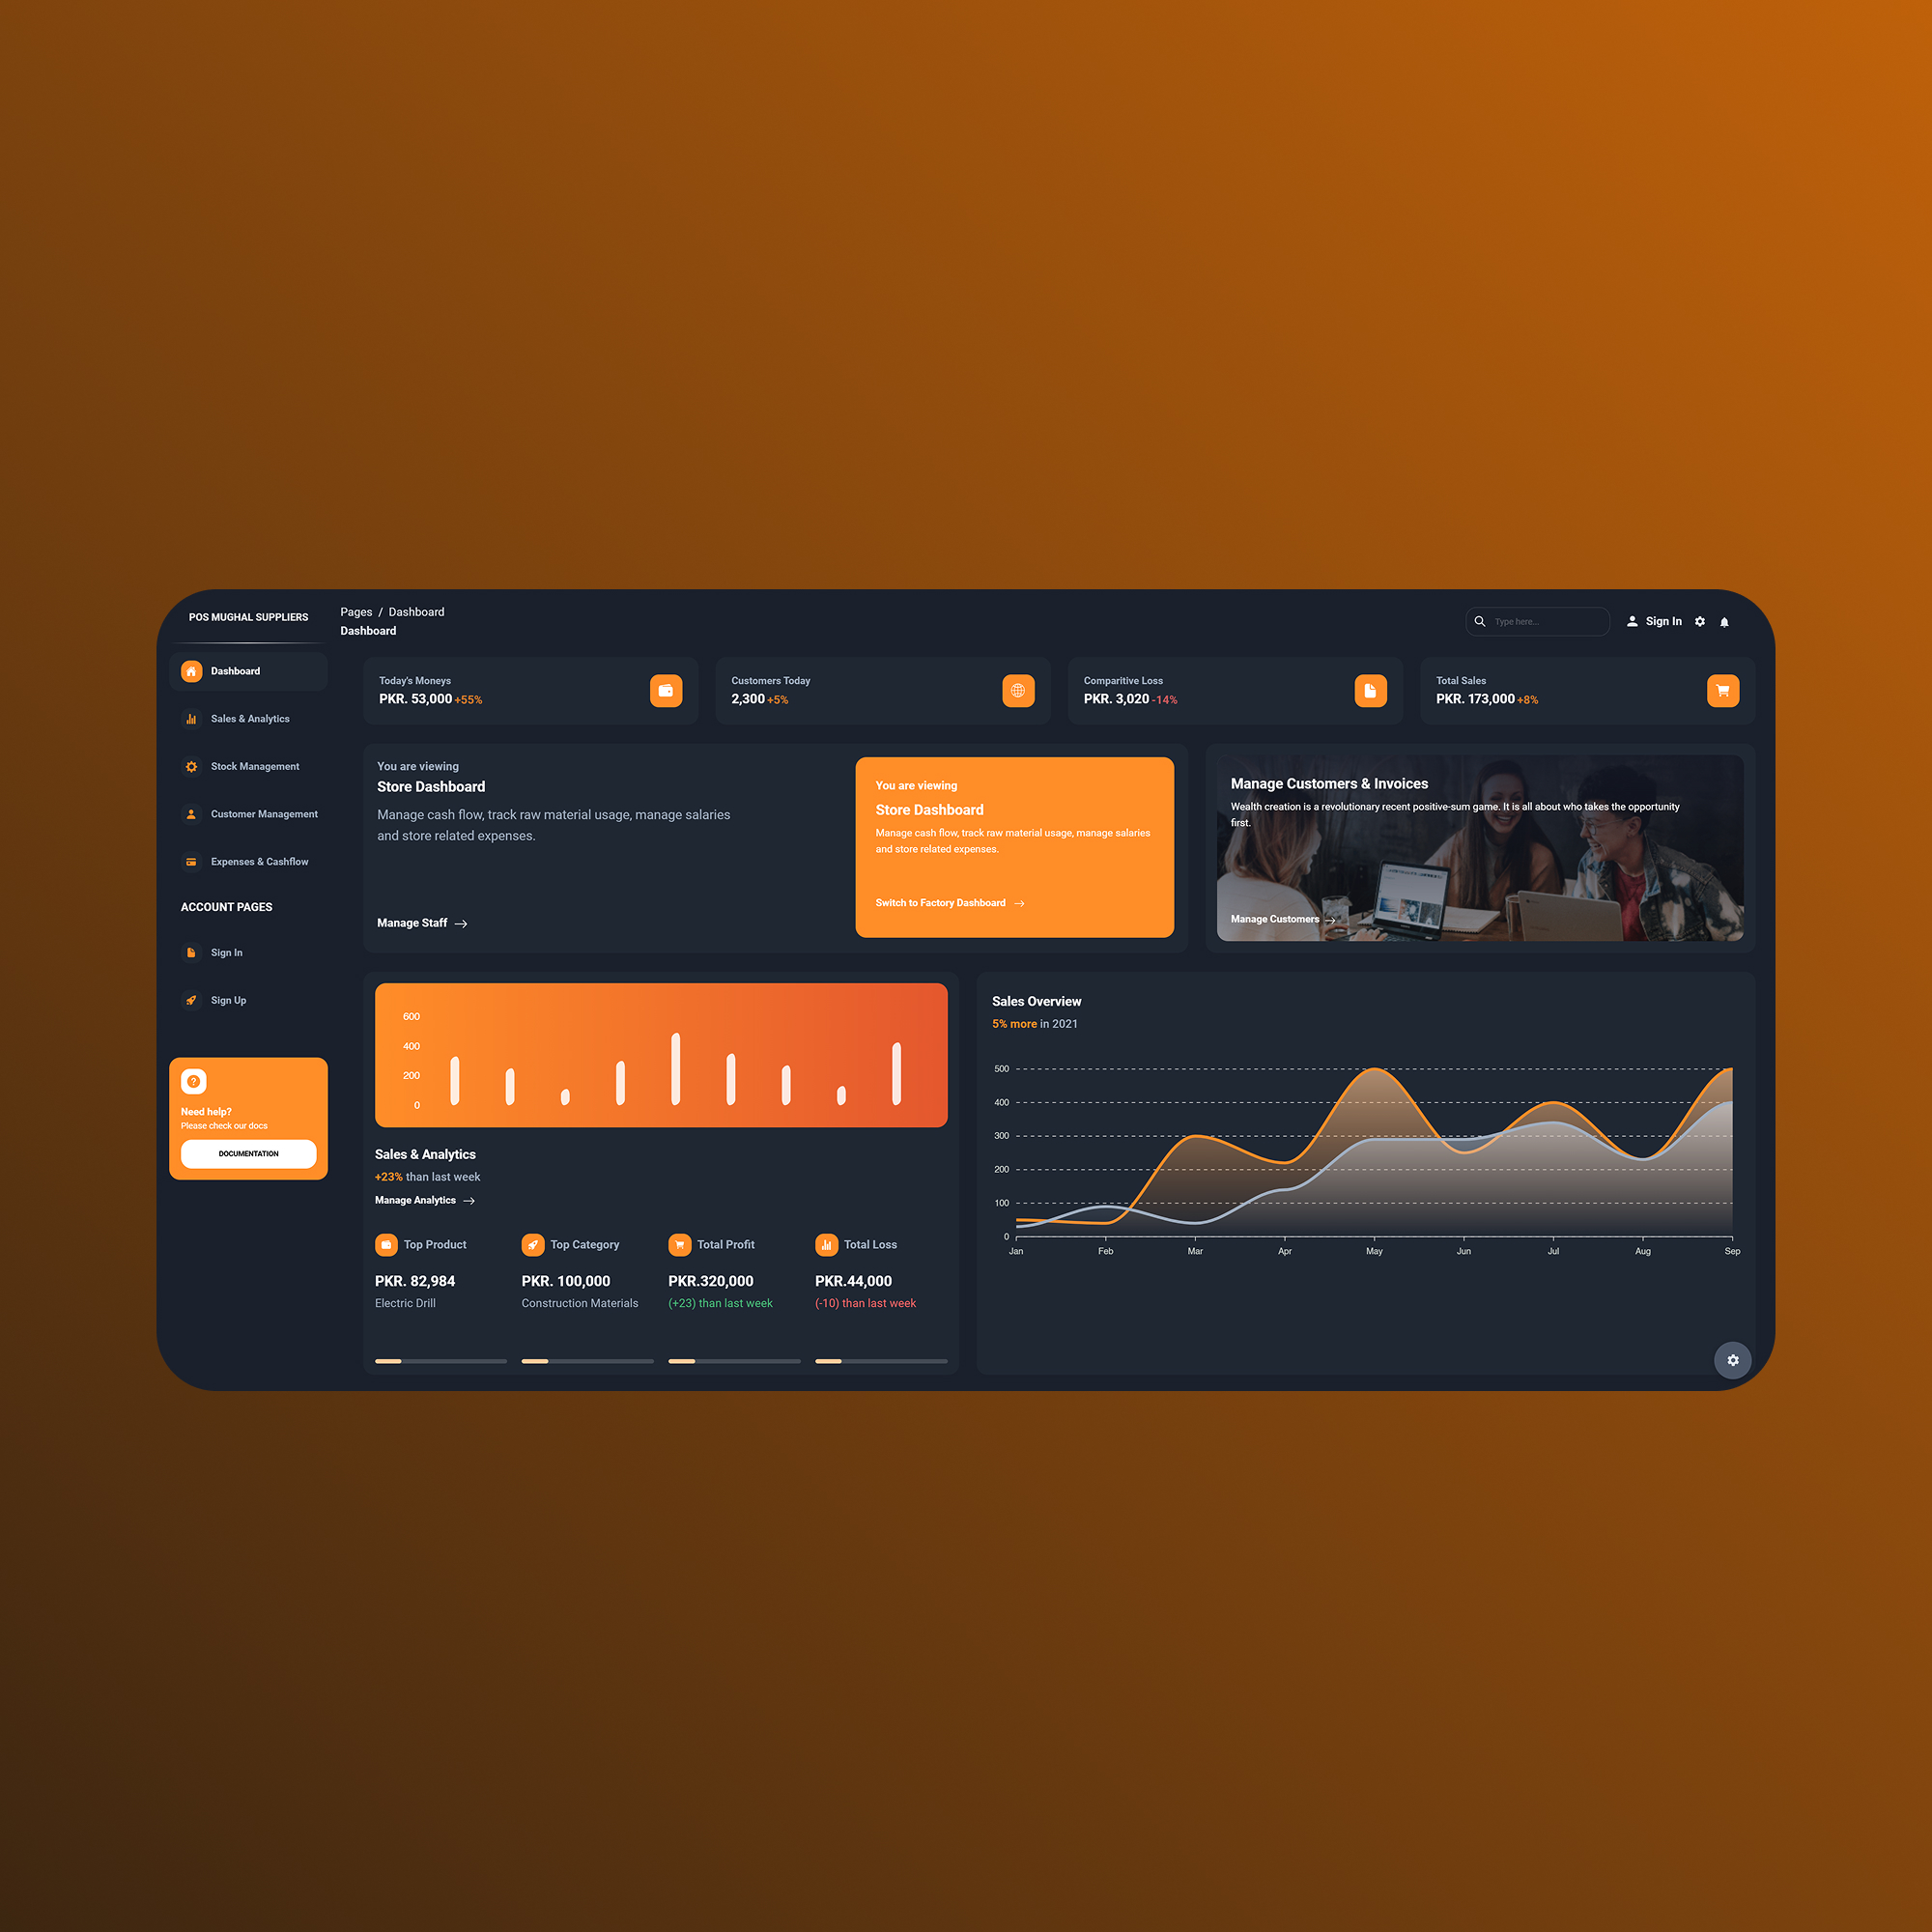 POS MUGHAL SUPPLIERS
Dashboard
Sales & Analytics
Stock Management
Customer Management
Expenses & Cashflow
ACCOUNT PAGES
Sign In
Sign Up
Need help?
Please check our docs
DOCUMENTATION
Pages / Dashboard
Dashboard
Type here...
Sign In
Today's Moneys
PKR. 53,000 +55%
Customers Today
2,300 +5%
Comparitive Loss
PKR. 3,020 -14%
Total Sales
PKR. 173,000 +8%
You are viewing
Store Dashboard
Manage cash flow, track raw material usage, manage salaries
and store related expenses.
Manage Staff
You are viewing
Store Dashboard
Manage cash flow, track raw material usage, manage salaries
and store related expenses.
Switch to Factory Dashboard
Manage Customers & Invoices
Wealth creation is a revolutionary recent positive-sum game. It is all about who takes the opportunity
first.
Manage Customers
600
400
200
0
Sales & Analytics
+23% than last week
Manage Analytics
Top Product
PKR. 82,984
Electric Drill
Top Category
PKR. 100,000
Construction Materials
Total Profit
PKR.320,000
(+23) than last week
Total Loss
PKR.44,000
(-10) than last week
Sales Overview
5% more in 2021
500
400
300
200
100
0
Jan Feb Mar Apr May Jun Jul Aug Sep